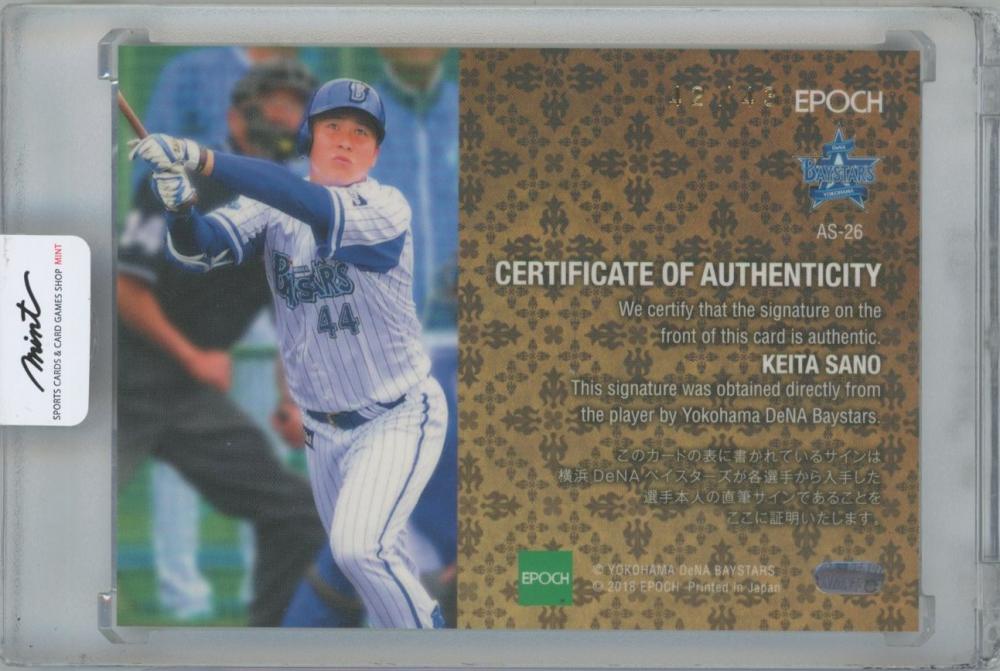 EPOCH
DeNA
BAYSTARS
YOKOHAMA
AS-26
CERTIFICATE OF AUTHENTICITY
We certify that the signature on the
front of this card is authentic.
KEITA SANO
This signature was obtained directly from
the player by Yokohama DeNA Baystars.
このカードの表に書かれているサインは
横浜 DeNA ベイスターズが各選手から入手した
選手本人の直筆サインであることを
ここに証明いたします。
EPOCH
© YOKOHAMA DeNA BAYSTARS
© 2018 EPOCH Printed in Japan
BAYSTARS
44
mint
SPORTS CARDS & CARD GAMES SHOP MINT